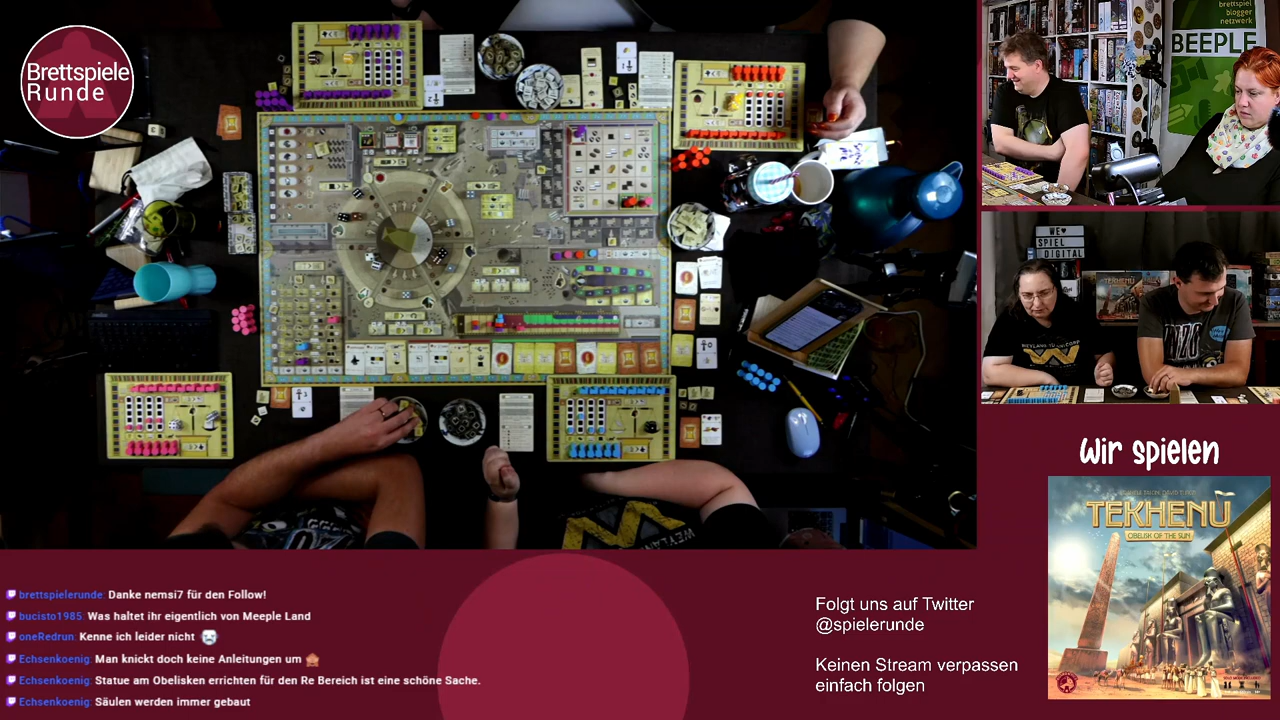 Brettspiele
Runde
brettspiel
blogger
netzwerk
BEEPLE
WE♥
SPIEL
DIGITAL
WEYLAND
Wir spielen
TEKHENU
OBELISK OF THE SUN
brettspielerunde: Danke nemsi7 für den Follow!
bucisto1985: Was haltet ihr eigentlich von Meeple Land
oneRedrun: Kenne ich leider nicht
Echsenkoenig: Man knickt doch keine Anleitungen um
Echsenkoenig: Statue am Obelisken errichten für den Re Bereich ist eine schöne Sache.
Echsenkoenig: Säulen werden immer gebaut
Folgt uns auf Twitter
@spielerunde
Keinen Stream verpassen
einfach folgen